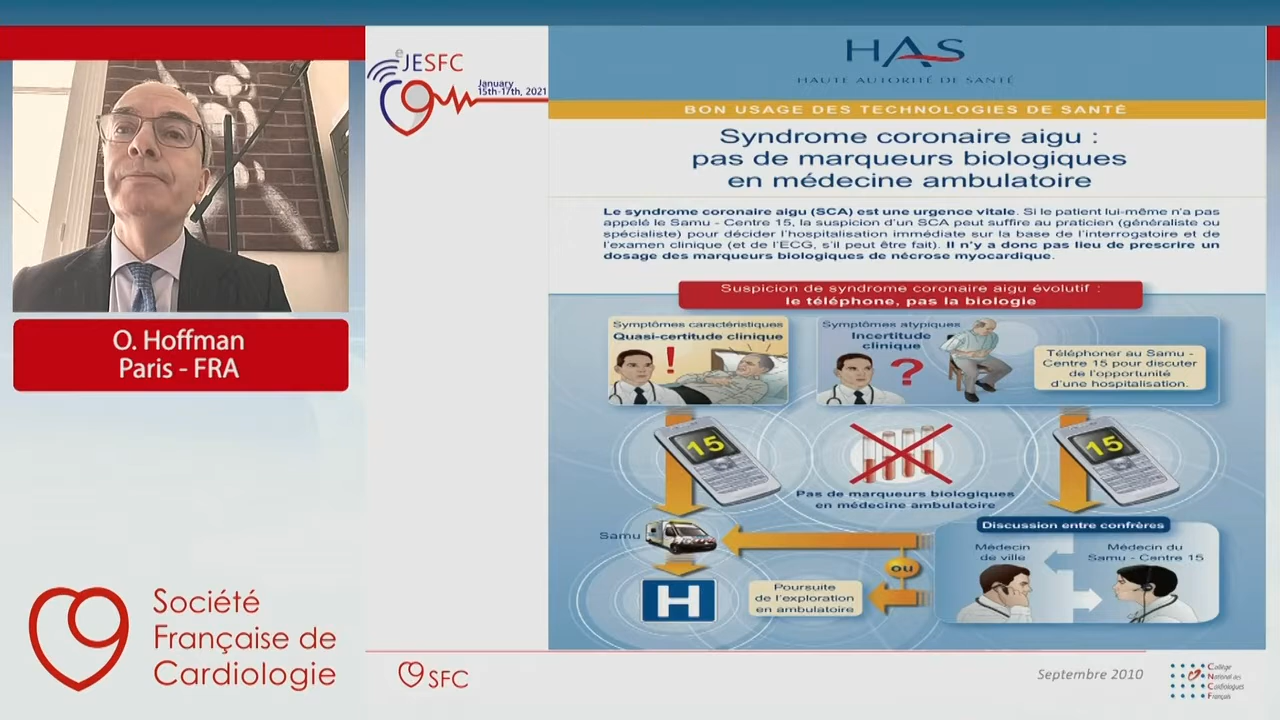 O. Hoffman
Paris - FRA
Société
Française de
Cardiologie
eJESFC
January
15th-17th, 2021
HAS
HAUTE AUTORITÉ DE SANTÉ
BON USAGE DES TECHNOLOGIES DE SANTÉ
Syndrome coronaire aigu :
pas de marqueurs biologiques
en médecine ambulatoire
Le syndrome coronaire aigu (SCA) est une urgence vitale. Si le patient lui-même n'a pas
appelé le Samu - Centre 15, la suspicion d'un SCA peut suffire au praticien (généraliste ou
spécialiste) pour décider l'hospitalisation immédiate sur la base de l'interrogatoire et de
l'examen clinique (et de l'ECG, s'il peut être fait). Il n'y a donc pas lieu de prescrire un
dosage des marqueurs biologiques de nécrose myocardique.
Suspicion de syndrome coronaire aigu évolutif :
le téléphone, pas la biologie
Symptômes caractéristiques
Quasi-certitude clinique
!
Symptômes atypiques
Incertitude
clinique
?
Téléphoner au Samu -
Centre 15 pour discuter
de l'opportunité
d'une hospitalisation.
15
15
Pas de marqueurs biologiques
en médecine ambulatoire
Samu
H
ou
Poursuite
de l'exploration
en ambulatoire
Discussion entre confrères
Médecin
de ville
Médecin du
Samu - Centre 15
SFC
Septembre 2010
Collège
National des
Cardiologues
Français